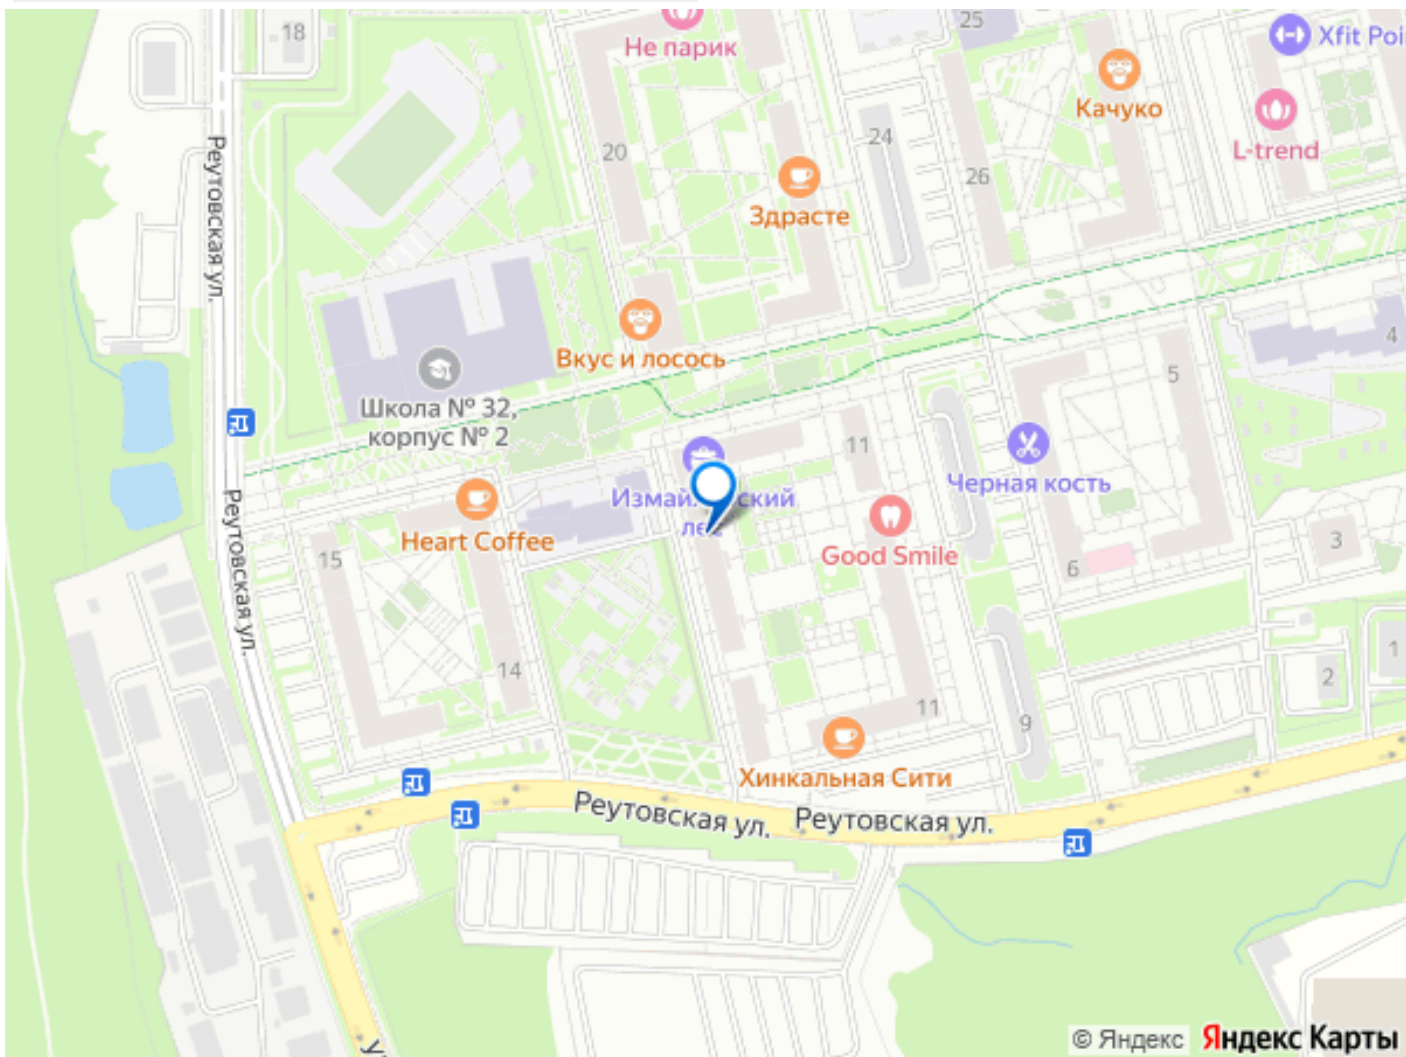 18
25
Не парик
Xfit Poi
Качуко
L-trend
20
24
26
Здрасте
Реутовская ул.
Вкус и лосось
Школа № 32,
корпус № 2
4
5
11
Измай
ский
Черная кость
Heart Coffee
Good Smile
15
6
3
Реутовская ул.
14
11
9
2
1
Хинкальная Сити
Реутовская ул.
Реутовская ул.
© Яндекс Яндекс Карты